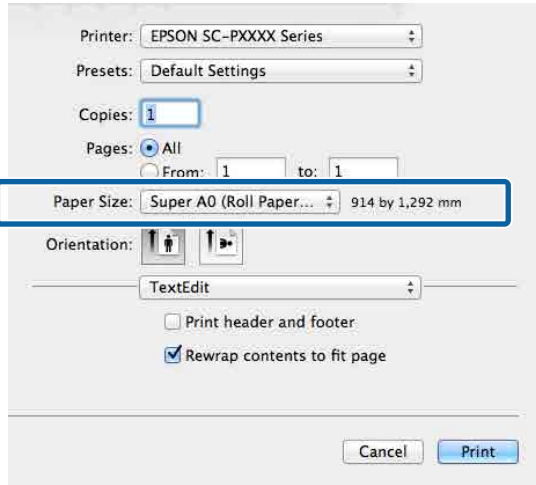 Printer: EPSON SC-PXXXX Series
Presets: Default Settings
Copies: 1
Pages: All
From: 1 to: 1
Paper Size: Super A0 (Roll Paper... 914 by 1,292 mm
Orientation:
TextEdit
Print header and footer
Rewrap contents to fit page
Cancel Print